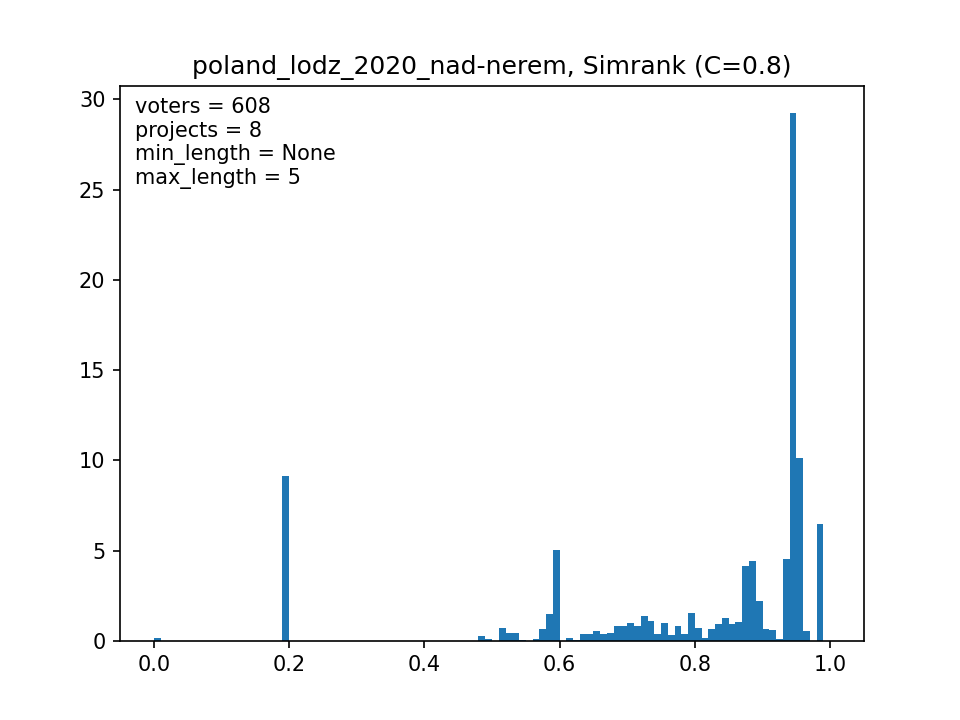 poland_lodz_2020_nad-nerem, Simrank (C=0.8)
voters = 608
projects = 8
min_length = None
max_length = 5
30
25
20
15
10
5
0
0.0 0.2 0.4 0.6 0.8 1.0